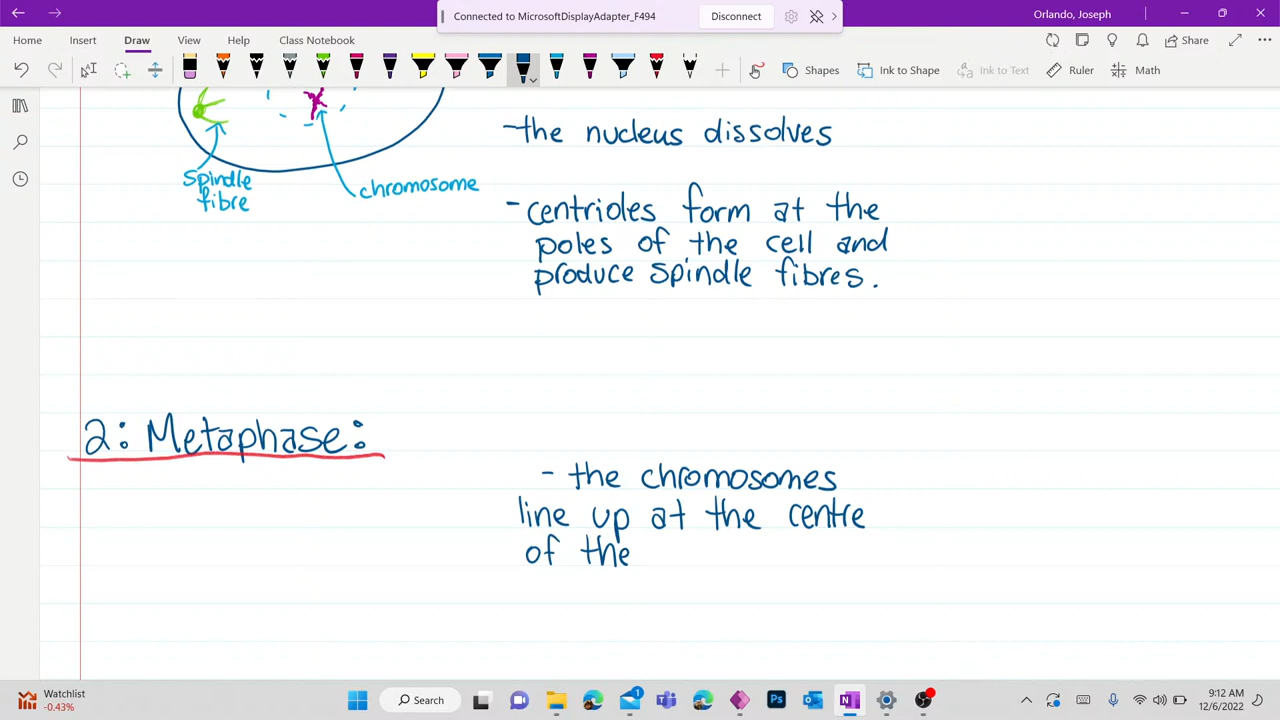 Connected to MicrosoftDisplayAdapter_F494
Disconnect
Orlando, Joseph
Home Insert Draw View Help Class Notebook
Share
Shapes Ink to Shape Ink to Text Ruler Math
-the nucleus dissolves
Spindle
fibre
chromosome
- centrioles form at the
poles of the cell and
produce spindle fibres.
2: Metaphase:
- the chromosomes
line up at the centre
of the
Watchlist
-0.43%
Search
1
Ps
N
9:12 AM
12/6/2022